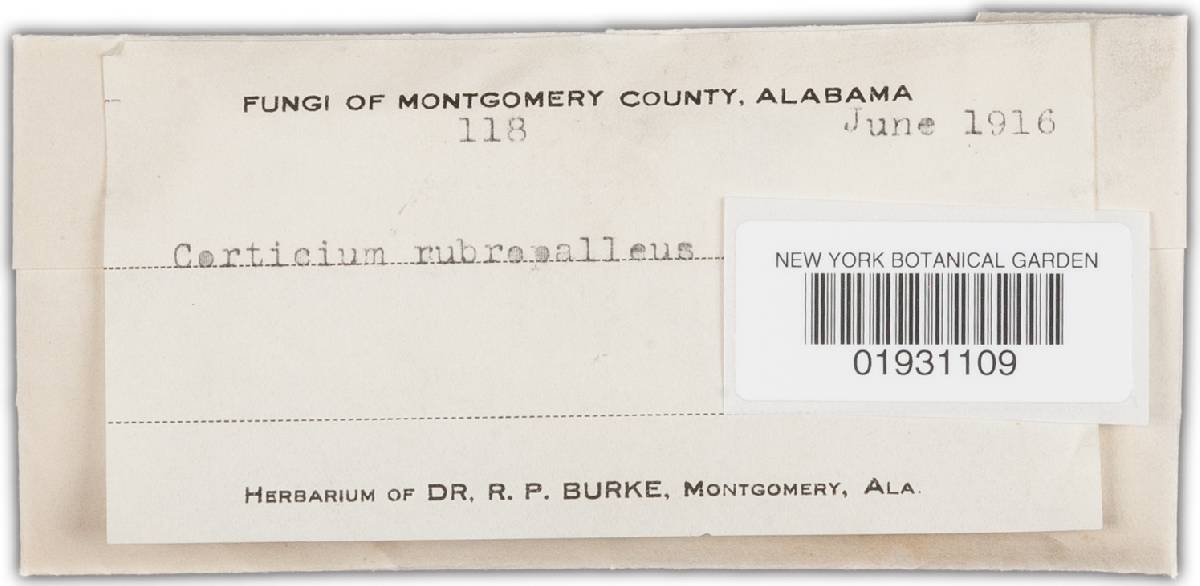 FUNGI OF MONTGOMERY COUNTY, ALABAMA
118 June 1916
Corticium rubropalleus
NEW YORK BOTANICAL GARDEN
01931109
HERBARIUM OF DR. R. P. BURKE, MONTGOMERY, ALA.